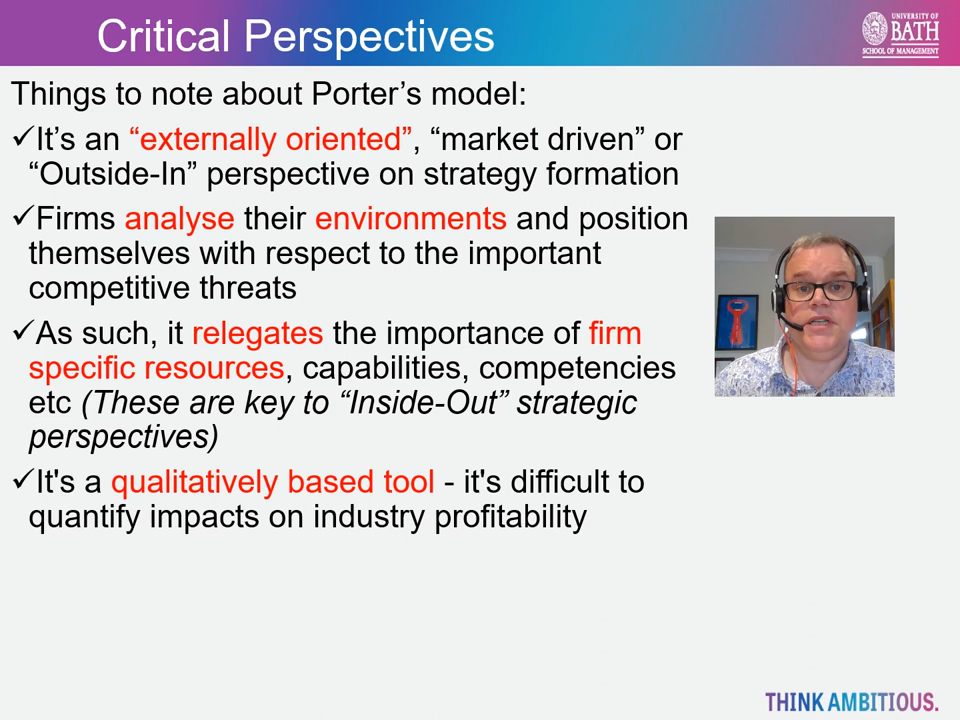 Critical Perspectives
UNIVERSITY OF
BATH
SCHOOL OF MANAGEMENT
Things to note about Porter’s model:
✓It’s an “externally oriented”, “market driven” or
“Outside-In” perspective on strategy formation
✓Firms analyse their environments and position
themselves with respect to the important
competitive threats
✓As such, it relegates the importance of firm
specific resources, capabilities, competencies
etc (These are key to “Inside-Out” strategic
perspectives)
✓It's a qualitatively based tool - it's difficult to
quantify impacts on industry profitability
THINK AMBITIOUS.